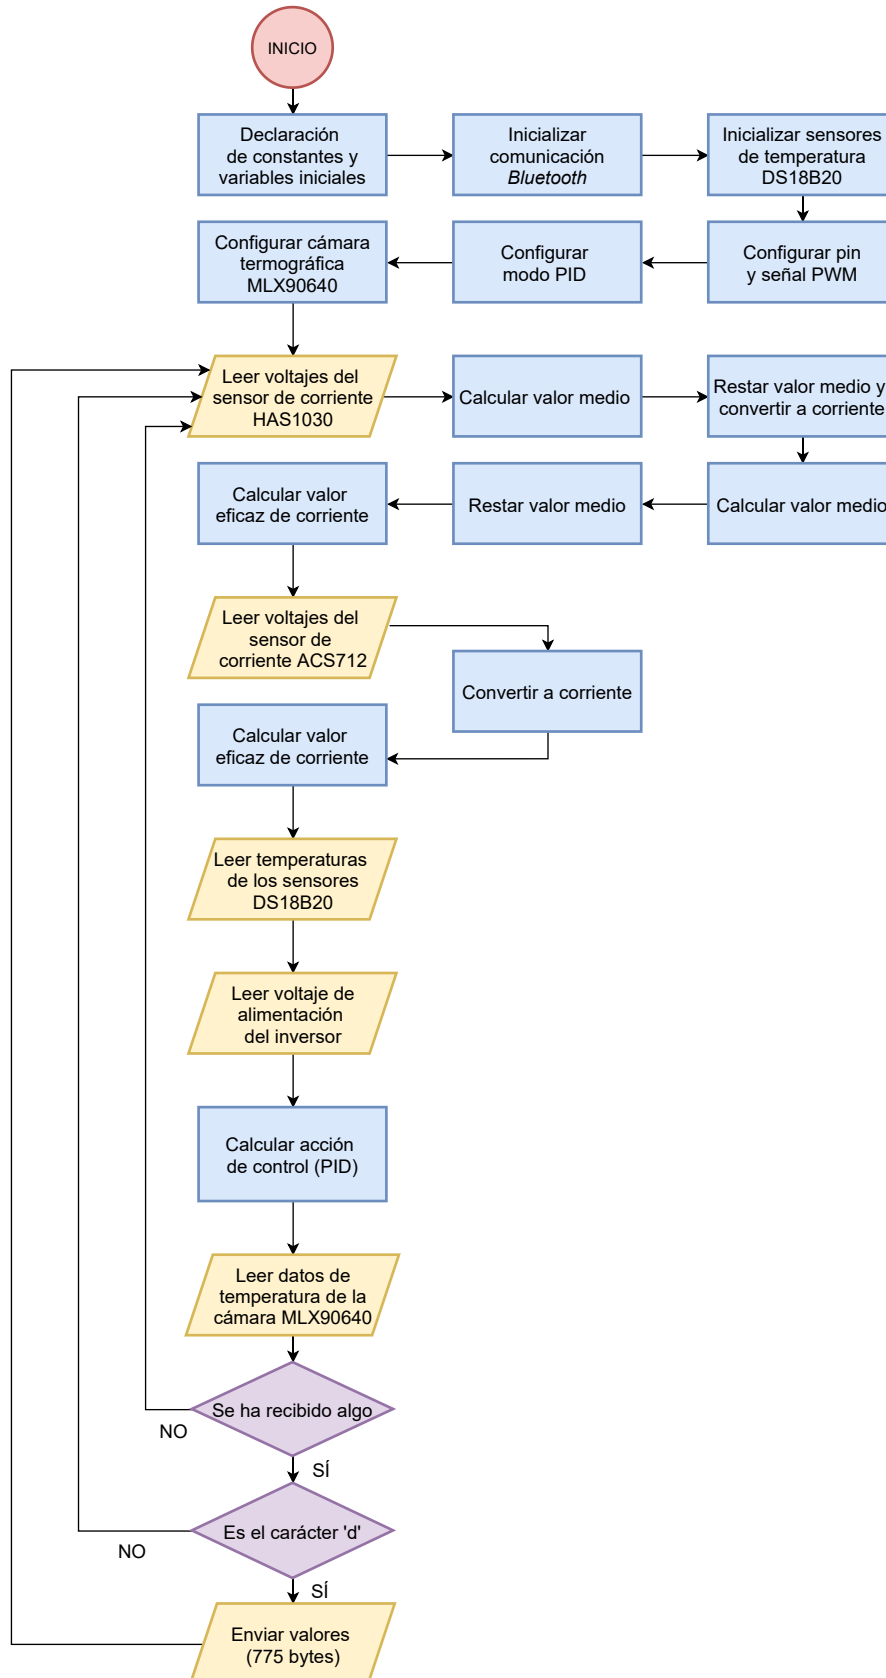 INICIO
Declaración
de constantes y
variables iniciales
Inicializar
comunicación
Bluetooth
Inicializar sensores
de temperatura
DS18B20
Configurar cámara
termográfica
MLX90640
Configurar
modo PID
Configurar pin
y señal PWM
Leer voltajes del
sensor de corriente
HAS1030
Calcular valor medio
Restar valor medio y
convertir a corriente
Calcular valor
eficaz de corriente
Restar valor medio
Calcular valor medio
Leer voltajes del
sensor de
corriente ACS712
Convertir a corriente
Calcular valor
eficaz de corriente
Leer temperaturas
de los sensores
DS18B20
Leer voltaje de
alimentación
del inversor
Calcular acción
de control (PID)
Leer datos de
temperatura de la
cámara MLX90640
Se ha recibido algo
NO
SÍ
Es el carácter 'd'
NO
SÍ
Enviar valores
(775 bytes)